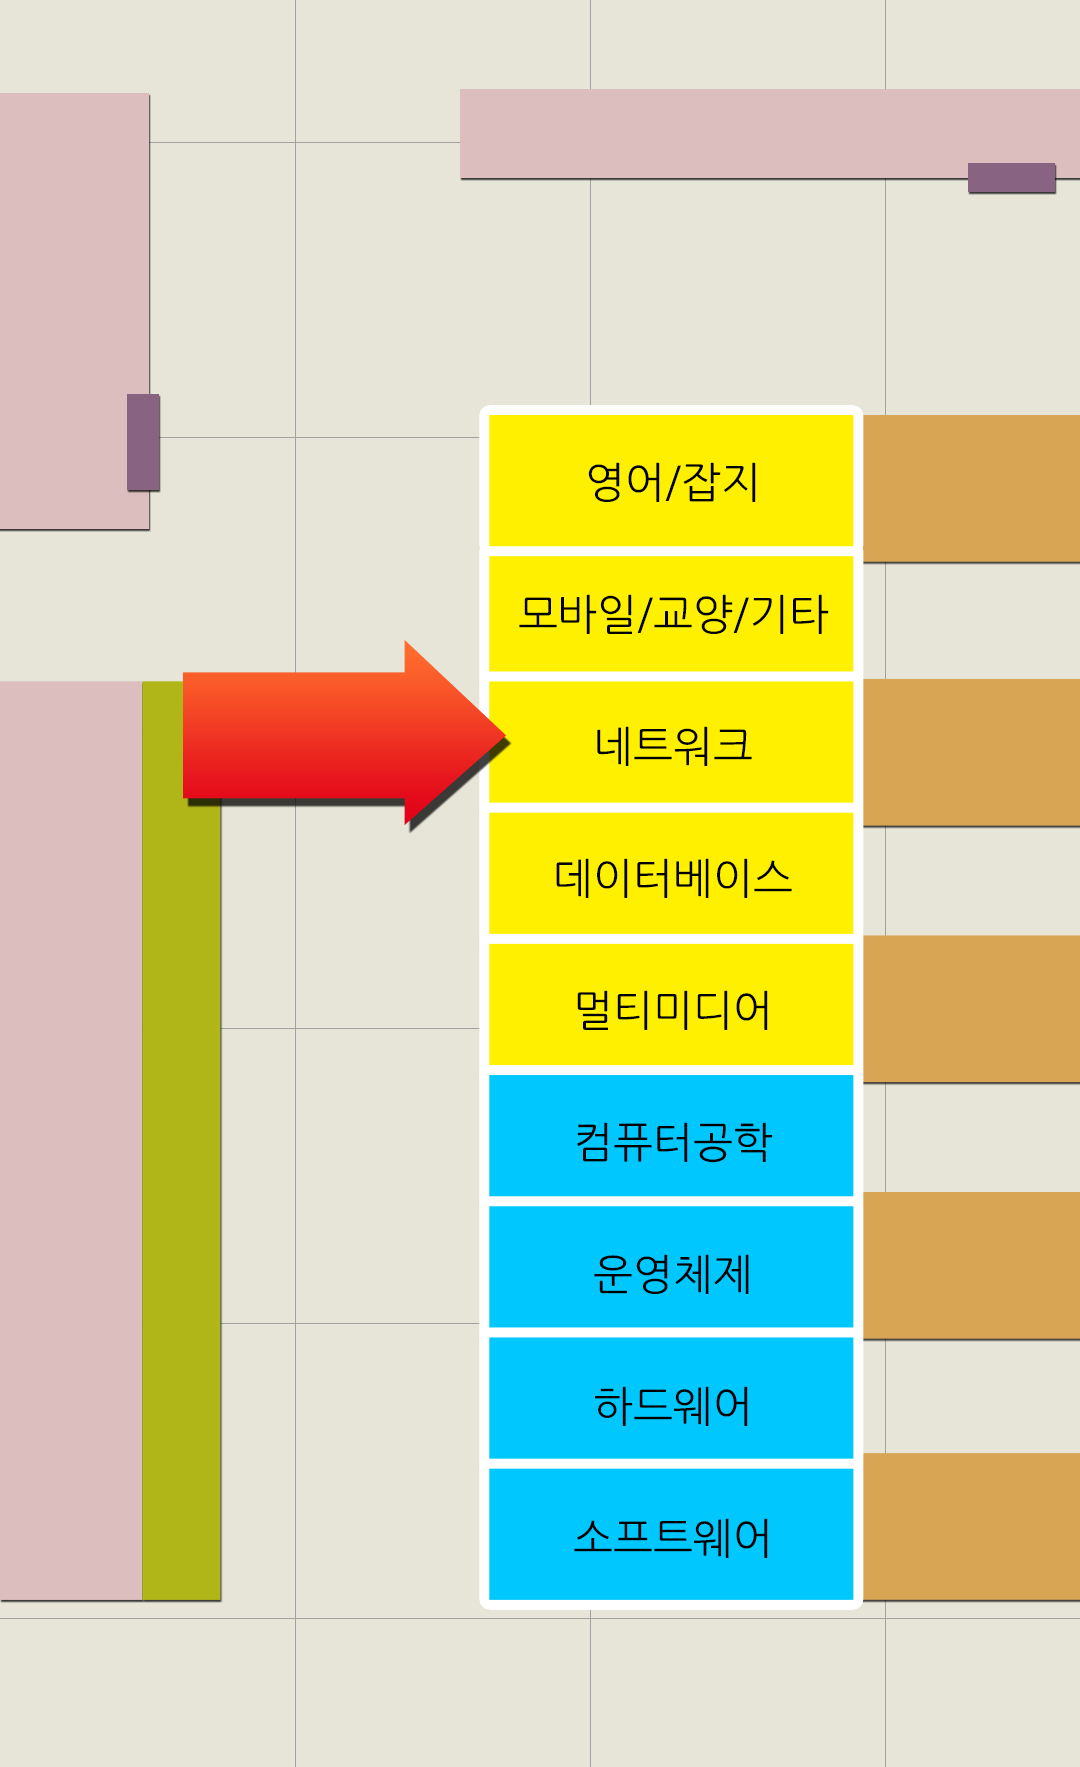 영어/잡지
모바일/교양/기타
네트워크
데이터베이스
멀티미디어
컴퓨터공학
운영체제
하드웨어
소프트웨어